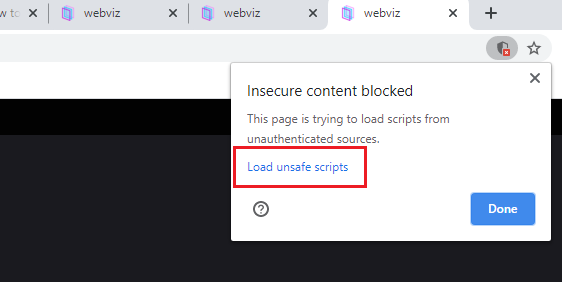 w to
webviz
webviz
webviz
Insecure content blocked
This page is trying to load scripts from
unauthenticated sources.
Load unsafe scripts
Done